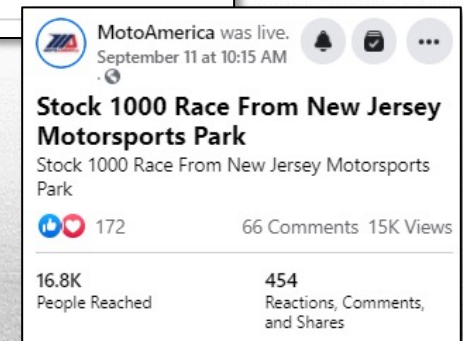 MotoAmerica was live.
September 11 at 10:15 AM
·
Stock 1000 Race From New Jersey
Motorsports Park
Stock 1000 Race From New Jersey Motorsports
Park
172 66 Comments 15K Views
16.8K 454
People Reached Reactions, Comments,
and Shares